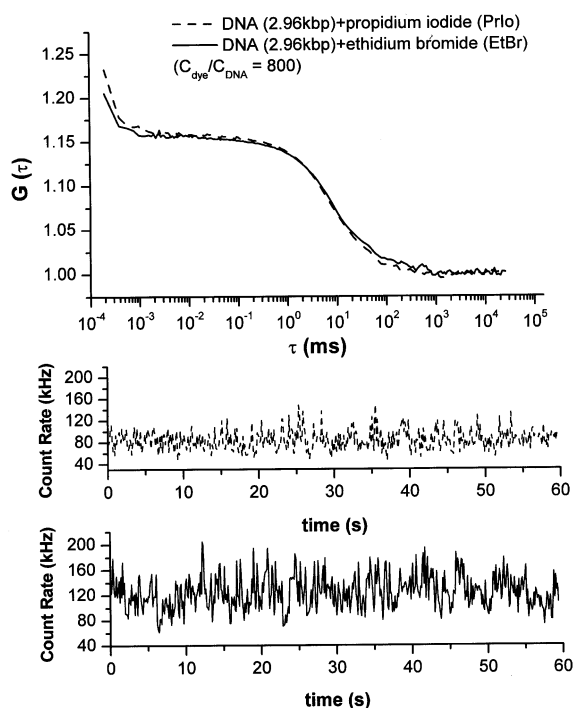 DNA (2.96kbp)+propidium iodide (PrIo)
DNA (2.96kbp)+ethidium bromide (EtBr)
(C_dye/C_DNA = 800)
G (τ)
1.25
1.20
1.15
1.10
1.05
1.00
10⁻⁴ 10⁻³ 10⁻² 10⁻¹ 10⁰ 10¹ 10² 10³ 10⁴ 10⁵
τ (ms)
Count Rate (kHz)
200
160
120
80
40
0 10 20 30 40 50 60
time (s)
Count Rate (kHz)
200
160
120
80
40
0 10 20 30 40 50 60
time (s)